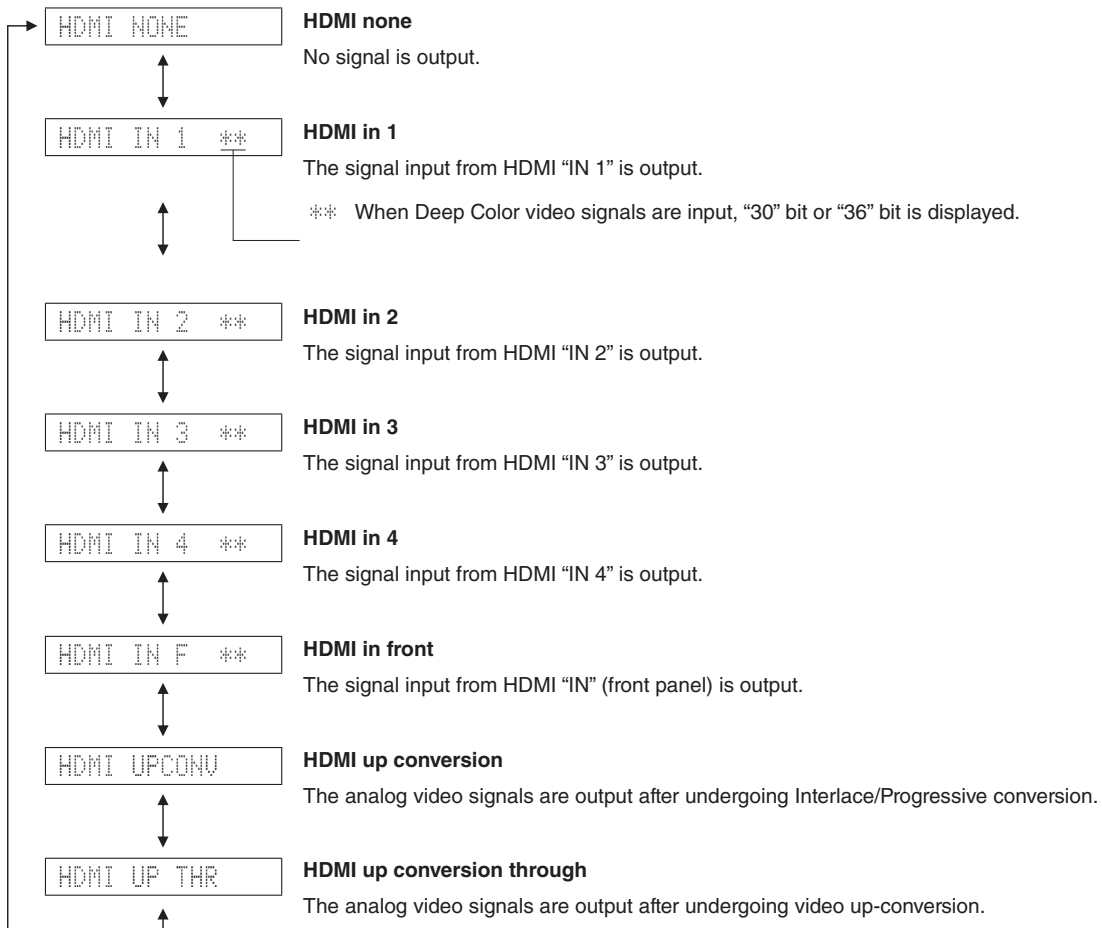 HDMI NONE
HDMI none
No signal is output.
HDMI IN 1 **
HDMI in 1
The signal input from HDMI “IN 1” is output.
** When Deep Color video signals are input, “30” bit or “36” bit is displayed.
HDMI IN 2 **
HDMI in 2
The signal input from HDMI “IN 2” is output.
HDMI IN 3 **
HDMI in 3
The signal input from HDMI “IN 3” is output.
HDMI IN 4 **
HDMI in 4
The signal input from HDMI “IN 4” is output.
HDMI IN F **
HDMI in front
The signal input from HDMI “IN” (front panel) is output.
HDMI UPCONV
HDMI up conversion
The analog video signals are output after undergoing Interlace/Progressive conversion.
HDMI UP THR
HDMI up conversion through
The analog video signals are output after undergoing video up-conversion.